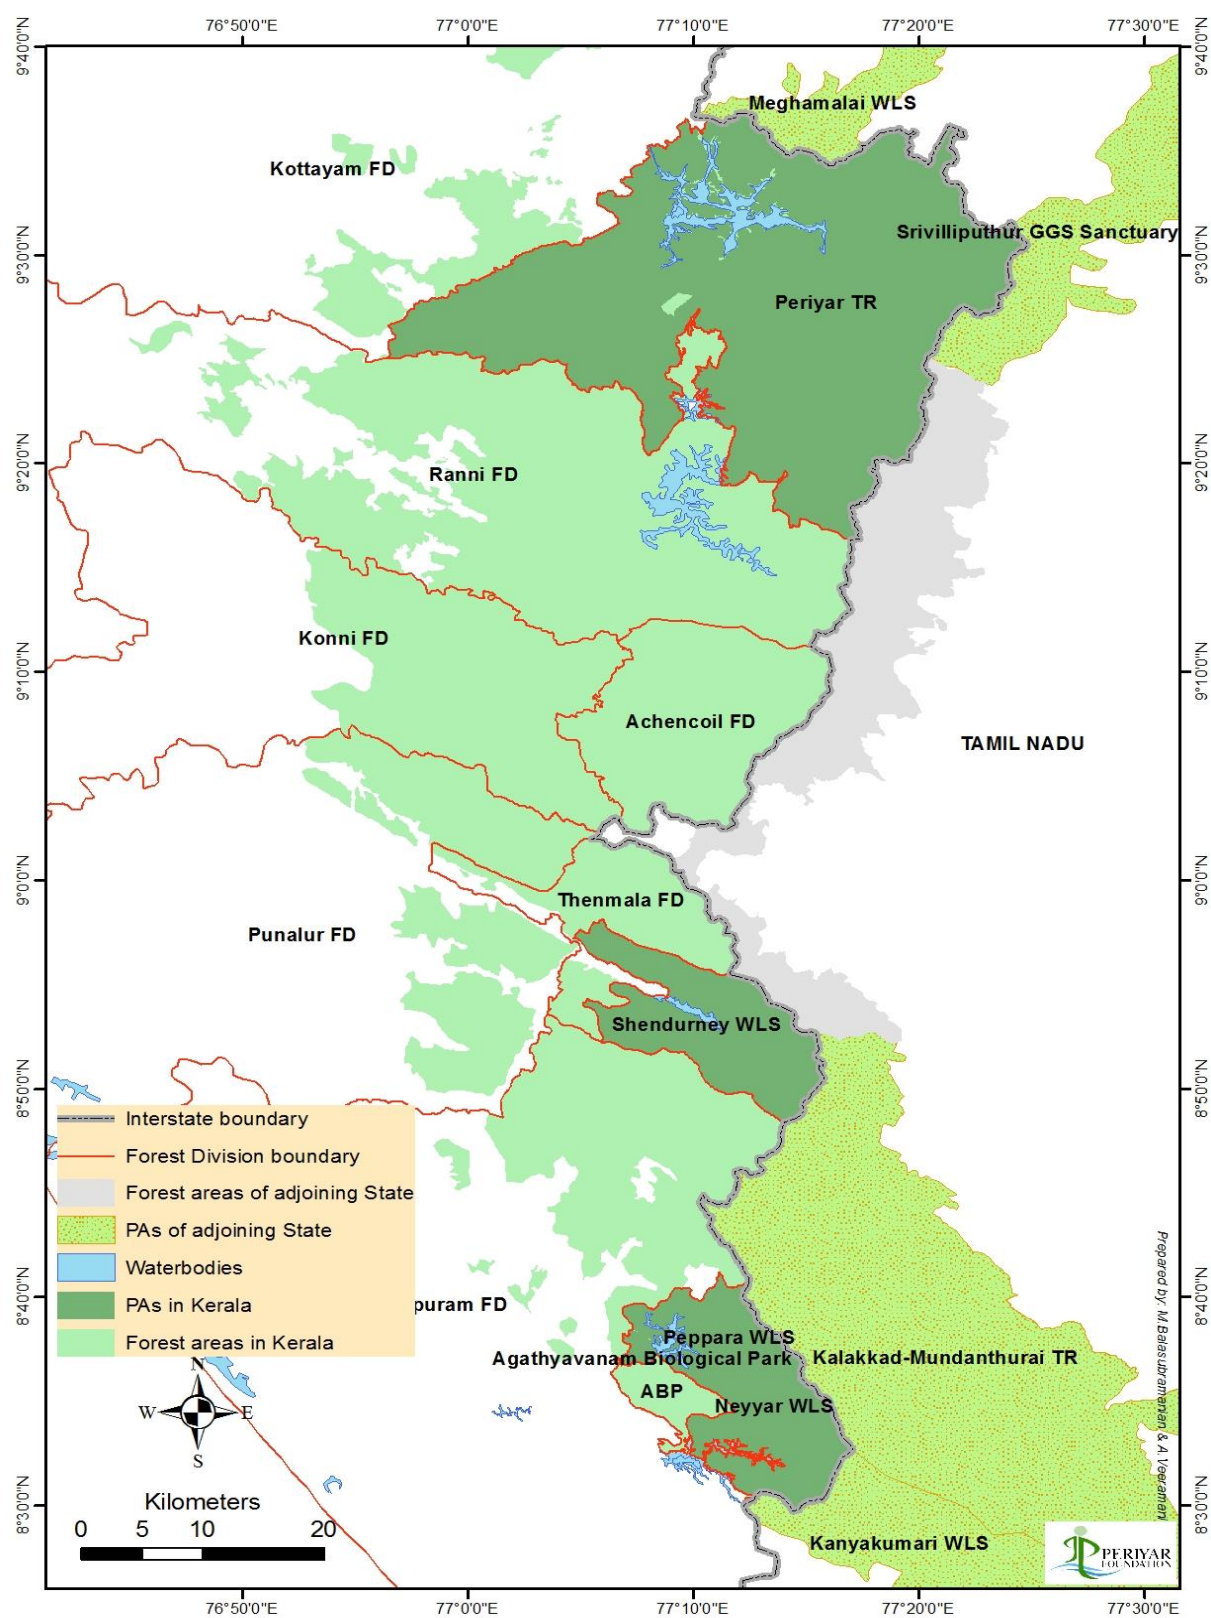 76°50'0"E 77°0'0"E 77°10'0"E 77°20'0"E 77°30'0"E
9°40'0"N 9°40'0"N
Meghamalai WLS
Kottayam FD
Srivilliputhur GGS Sanctuary
9°30'0"N 9°30'0"N
Periyar TR
9°20'0"N 9°20'0"N
Ranni FD
Konni FD
9°10'0"N 9°10'0"N
Achencoil FD
TAMIL NADU
9°0'0"N 9°0'0"N
Thenmala FD
Punalur FD
Shendurney WLS
8°50'0"N 8°50'0"N
Interstate boundary
Forest Division boundary
Forest areas of adjoining State
PAs of adjoining State
Waterbodies
PAs in Kerala
Forest areas in Kerala
8°40'0"N 8°40'0"N
puram FD
Peppara WLS
Agathyavanam Biological Park
Kalakkad-Mundanthurai TR
ABP
Neyyar WLS
N
W E
S
Kilometers
0 5 10 20
8°30'0"N 8°30'0"N
Kanyakumari WLS
Prepared by: M.Balasubramanian & A.Veeramani
PERIYAR
FOUNDATION
76°50'0"E 77°0'0"E 77°10'0"E 77°20'0"E 77°30'0"E